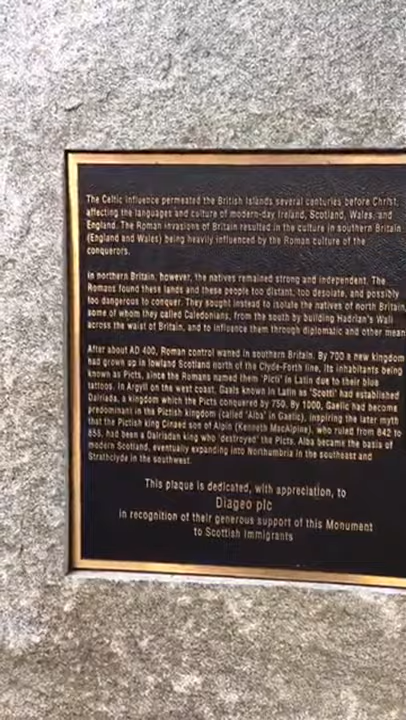 The Celtic influence permeated the British Islands several centuries before Christ,
affecting the languages and culture of modern-day Ireland, Scotland, Wales, and
England. The Roman invasions of Britain resulted in the culture in southern Britain
(England and Wales) being heavily influenced by the Roman culture of the
conquerors.
In northern Britain, however, the natives remained strong and independent. The
Romans found these lands and these people too distant, too desolate, and possibly
too dangerous to conquer. They sought instead to isolate the natives of north Britain,
some of whom they called Caledonians, from the south by building Hadrian's Wall
across the waist of Britain, and to influence them through diplomatic and other mean
After about AD 400, Roman control waned in southern Britain. By 700 a new kingdom
had grown up in lowland Scotland north of the Clyde-Forth line, its inhabitants being
known as Picts, since the Romans named them 'Picti' in Latin due to their blue
tattoos. In Argyll on the west coast, Gaels known in Latin as 'Scotti' had established
Dalriada, a kingdom which the Picts conquered by 750. By 1000, Gaelic had become
predominant in the Pictish kingdom (called 'Alba' in Gaelic), inspiring the later myth
that the Pictish king Cinaed son of Alpin (Kenneth MacAlpine), who ruled from 842 to
858, had been a Dalriadan king who 'destroyed' the Picts. Alba became the basis of
modern Scotland, eventually expanding into Northumbria in the southeast and
Strathclyde in the southwest.
This plaque is dedicated, with appreciation, to
Diageo plc
in recognition of their generous support of this Monument
to Scottish Immigrants